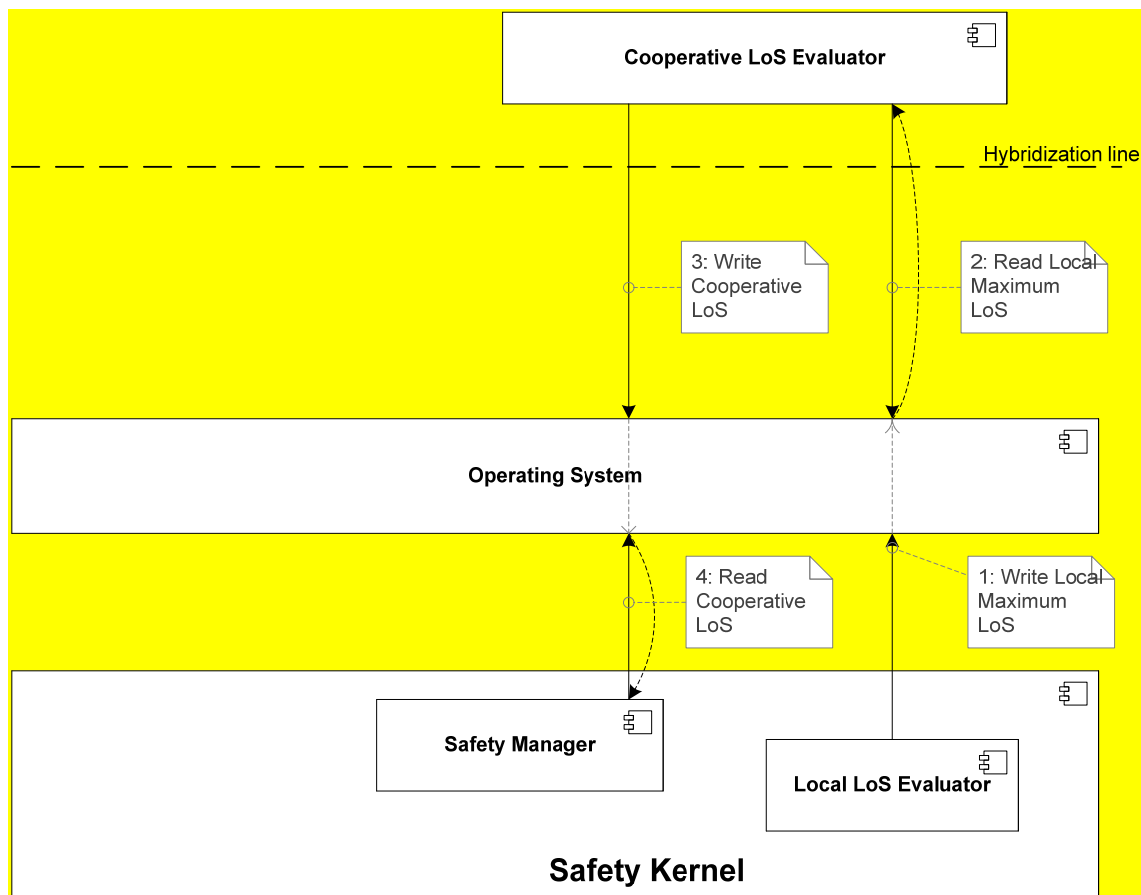 Cooperative LoS Evaluator
Hybridization line
3: Write
Cooperative
LoS
2: Read Local
Maximum
LoS
Operating System
4: Read
Cooperative
LoS
1: Write Local
Maximum
LoS
Safety Manager
Local LoS Evaluator
Safety Kernel